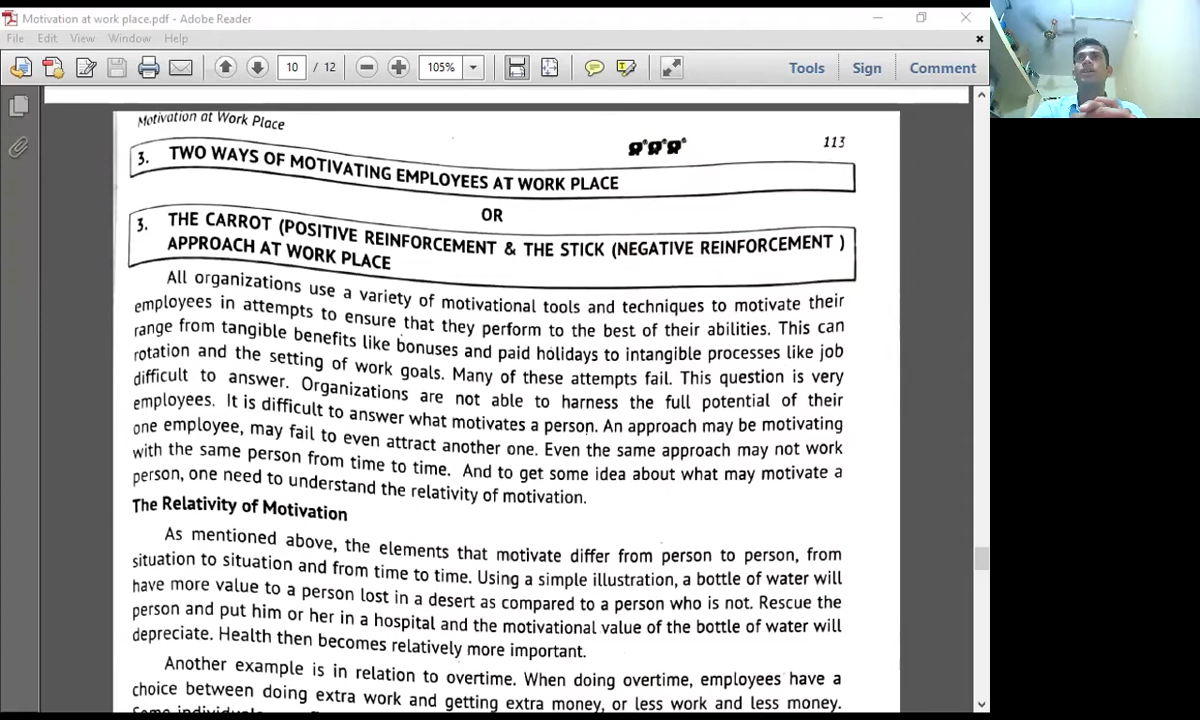 Motivation at work place.pdf - Adobe Reader
File Edit View Window Help
10 / 12 105% Tools Sign Comment
Motivation at Work Place 113
3. TWO WAYS OF MOTIVATING EMPLOYEES AT WORK PLACE
OR
3. THE CARROT (POSITIVE REINFORCEMENT & THE STICK (NEGATIVE REINFORCEMENT )
APPROACH AT WORK PLACE
All organizations use a variety of motivational tools and techniques to motivate their
employees in attempts to ensure that they perform to the best of their abilities. This can
range from tangible benefits like bonuses and paid holidays to intangible processes like job
rotation and the setting of work goals. Many of these attempts fail. This question is very
difficult to answer. Organizations are not able to harness the full potential of their
employees. It is difficult to answer what motivates a person. An approach may be motivating
one employee, may fail to even attract another one. Even the same approach may not work
with the same person from time to time. And to get some idea about what may motivate a
person, one need to understand the relativity of motivation.
The Relativity of Motivation
As mentioned above, the elements that motivate differ from person to person, from
situation to situation and from time to time. Using a simple illustration, a bottle of water will
have more value to a person lost in a desert as compared to a person who is not. Rescue the
person and put him or her in a hospital and the motivational value of the bottle of water will
depreciate. Health then becomes relatively more important.
Another example is in relation to overtime. When doing overtime, employees have a
choice between doing extra work and getting extra money, or less work and less money.